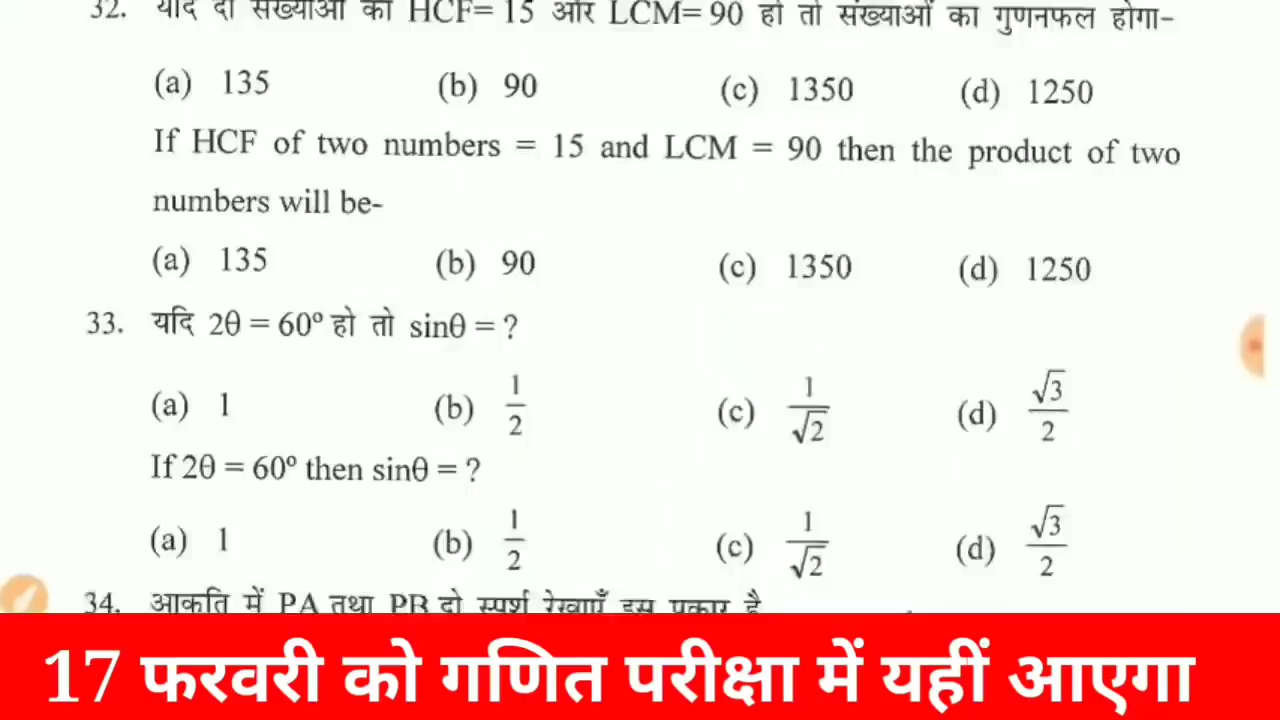 32. यदि दो संख्याओं का HCF= 15 और LCM= 90 हो तो संख्याओं का गुणनफल होगा-
(a) 135 (b) 90 (c) 1350 (d) 1250
If HCF of two numbers = 15 and LCM = 90 then the product of two
numbers will be-
(a) 135 (b) 90 (c) 1350 (d) 1250
33. यदि 2θ = 60° हो तो sinθ = ?
(a) 1 (b) 1/2 (c) 1/√2 (d) √3/2
If 2θ = 60° then sinθ = ?
(a) 1 (b) 1/2 (c) 1/√2 (d) √3/2
34. आकृति में PA तथा PB दो स्पर्श रेखाएँ इस प्रकार है
17 फरवरी को गणित परीक्षा में यहीं आएगा